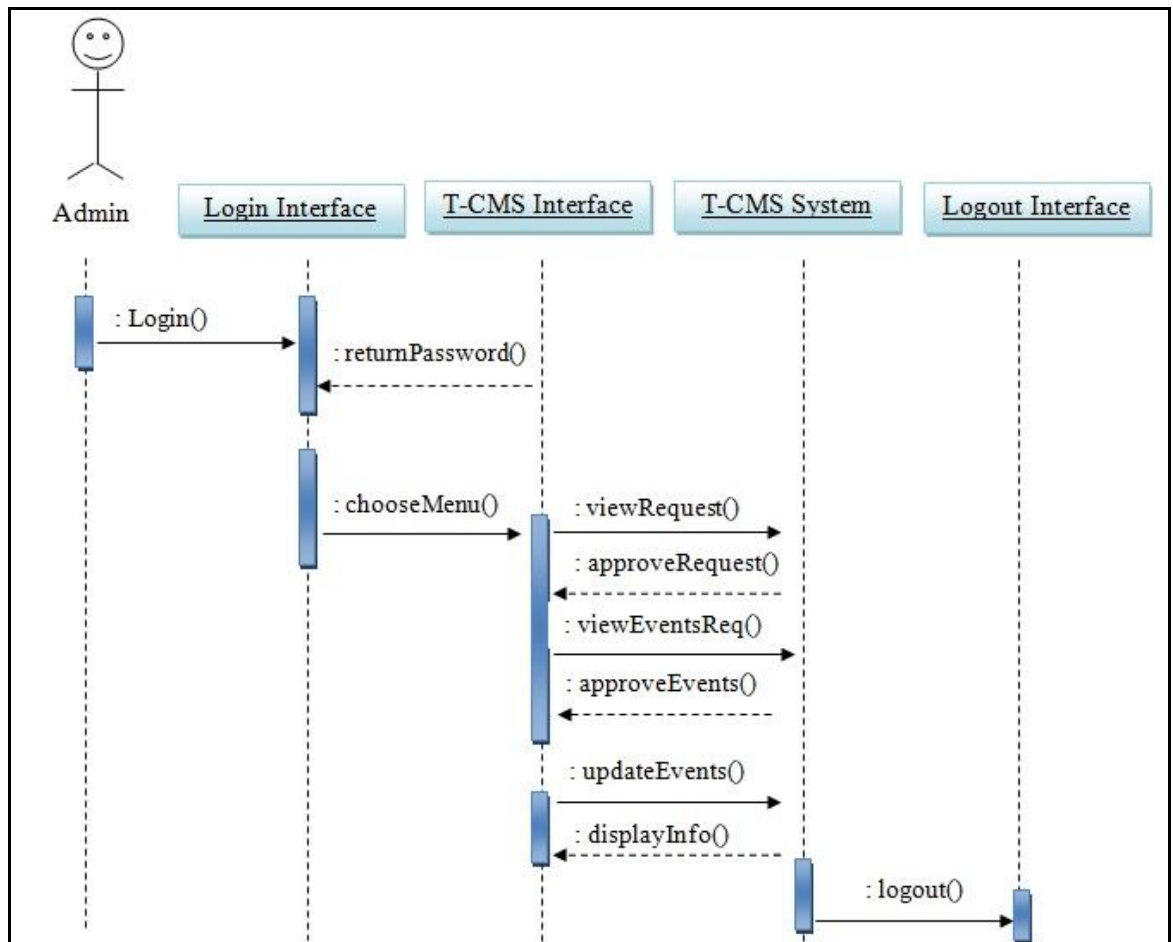 Admin
Login Interface
T-CMS Interface
T-CMS System
Logout Interface
: Login()
: returnPassword()
: chooseMenu()
: viewRequest()
: approveRequest()
: viewEventsReq()
: approveEvents()
: updateEvents()
: displayInfo()
: logout()